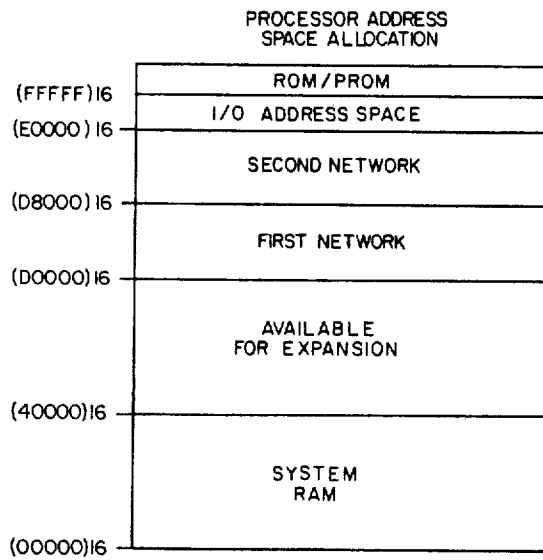 PROCESSOR ADDRESS
SPACE ALLOCATION
ROM/PROM
(FFFFF)16
I/O ADDRESS SPACE
(E0000)16
SECOND NETWORK
(D8000)16
FIRST NETWORK
(D0000)16
AVAILABLE
FOR EXPANSION
(40000)16
SYSTEM
RAM
(00000)16